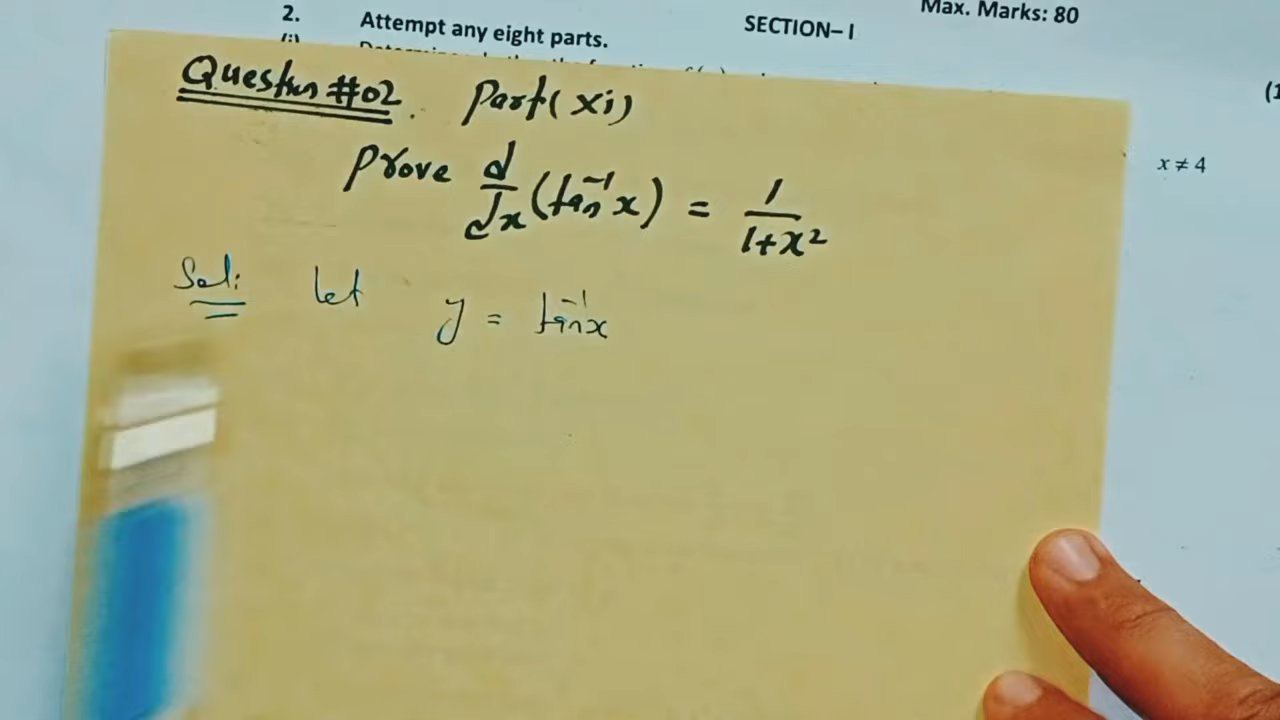 Max. Marks: 80
2. Attempt any eight parts. SECTION– I
(i)
Question #02. Part(xi)
x ≠ 4
Prove d/dx (tan⁻¹x) = 1/1+x²
Sol: let y = tan⁻¹x